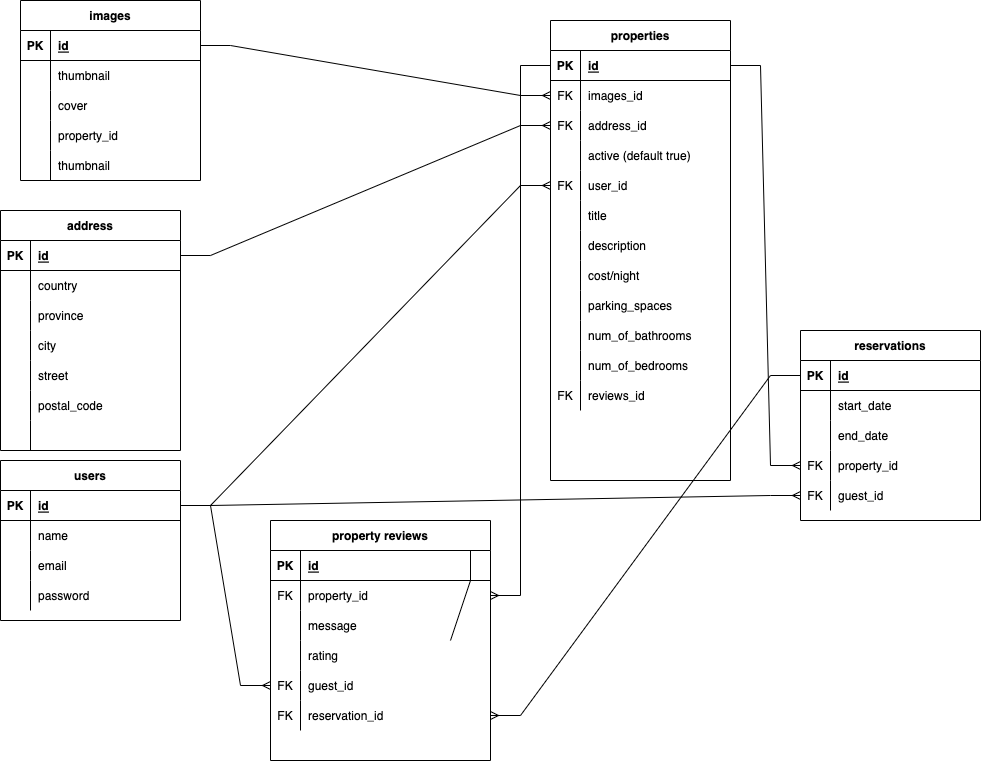 images
PK id
thumbnail
cover
property_id
thumbnail
address
PK id
country
province
city
street
postal_code
users
PK id
name
email
password
property reviews
PK id
FK property_id
message
rating
FK guest_id
FK reservation_id
properties
PK id
FK images_id
FK address_id
active (default true)
FK user_id
title
description
cost/night
parking_spaces
num_of_bathrooms
num_of_bedrooms
FK reviews_id
reservations
PK id
start_date
end_date
FK property_id
FK guest_id